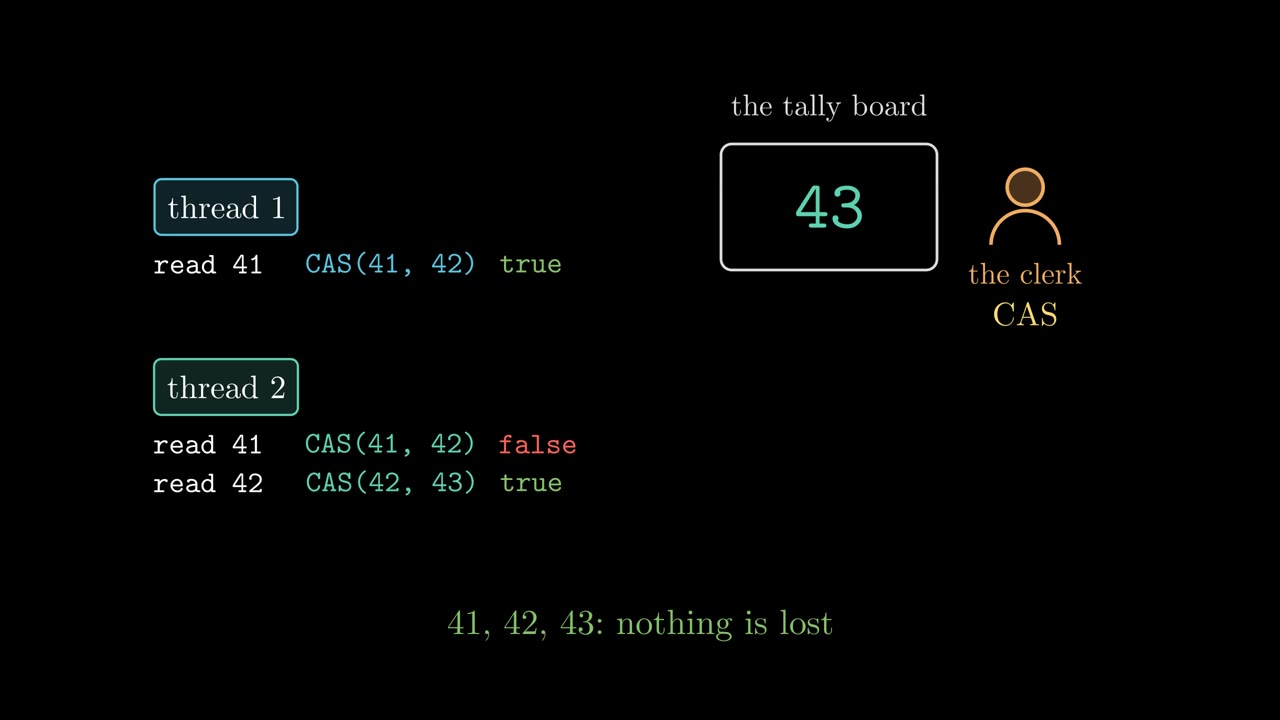 the tally board
43
the clerk
CAS
thread 1
read 41 CAS(41, 42) true
thread 2
read 41 CAS(41, 42) false
read 42 CAS(42, 43) true
41, 42, 43: nothing is lost